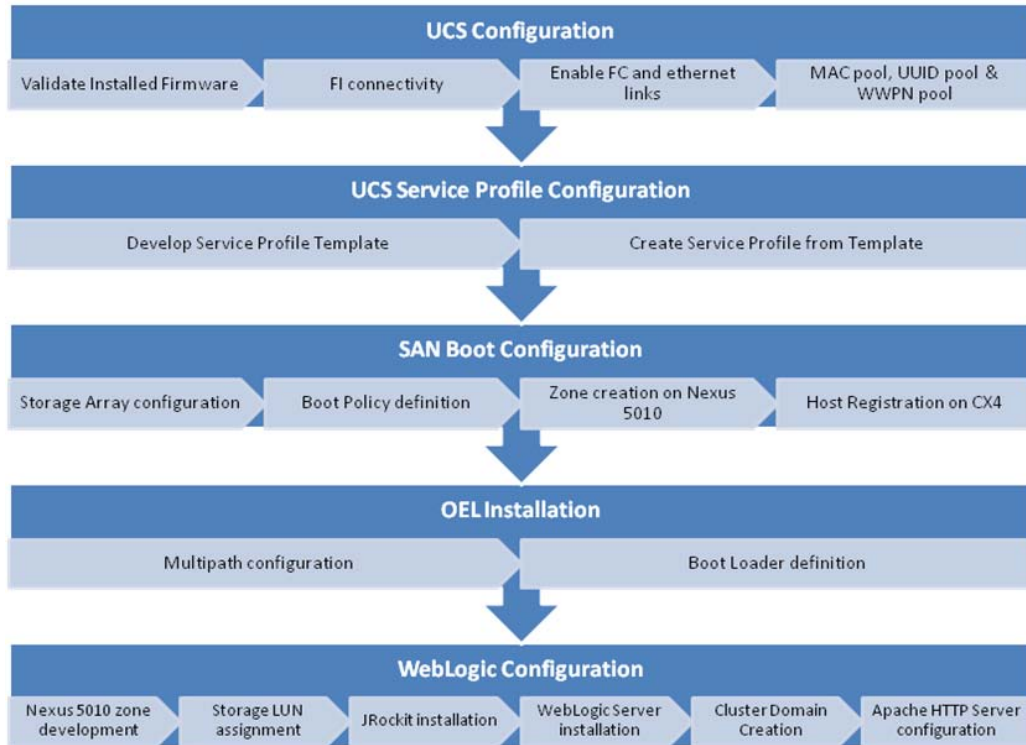 UCS Configuration
Validate Installed Firmware
FI connectivity
Enable FC and ethernet
links
MAC pool, UUID pool &
WWPN pool
UCS Service Profile Configuration
Develop Service Profile Template
Create Service Profile from Template
SAN Boot Configuration
Storage Array configuration
Boot Policy definition
Zone creation on Nexus
5010
Host Registration on CX4
OEL Installation
Multipath configuration
Boot Loader definition
WebLogic Configuration
Nexus 5010 zone
development
Storage LUN
assignment
JRockit installation
WebLogic Server
installation
Cluster Domain
Creation
Apache HTTP Server
configuration